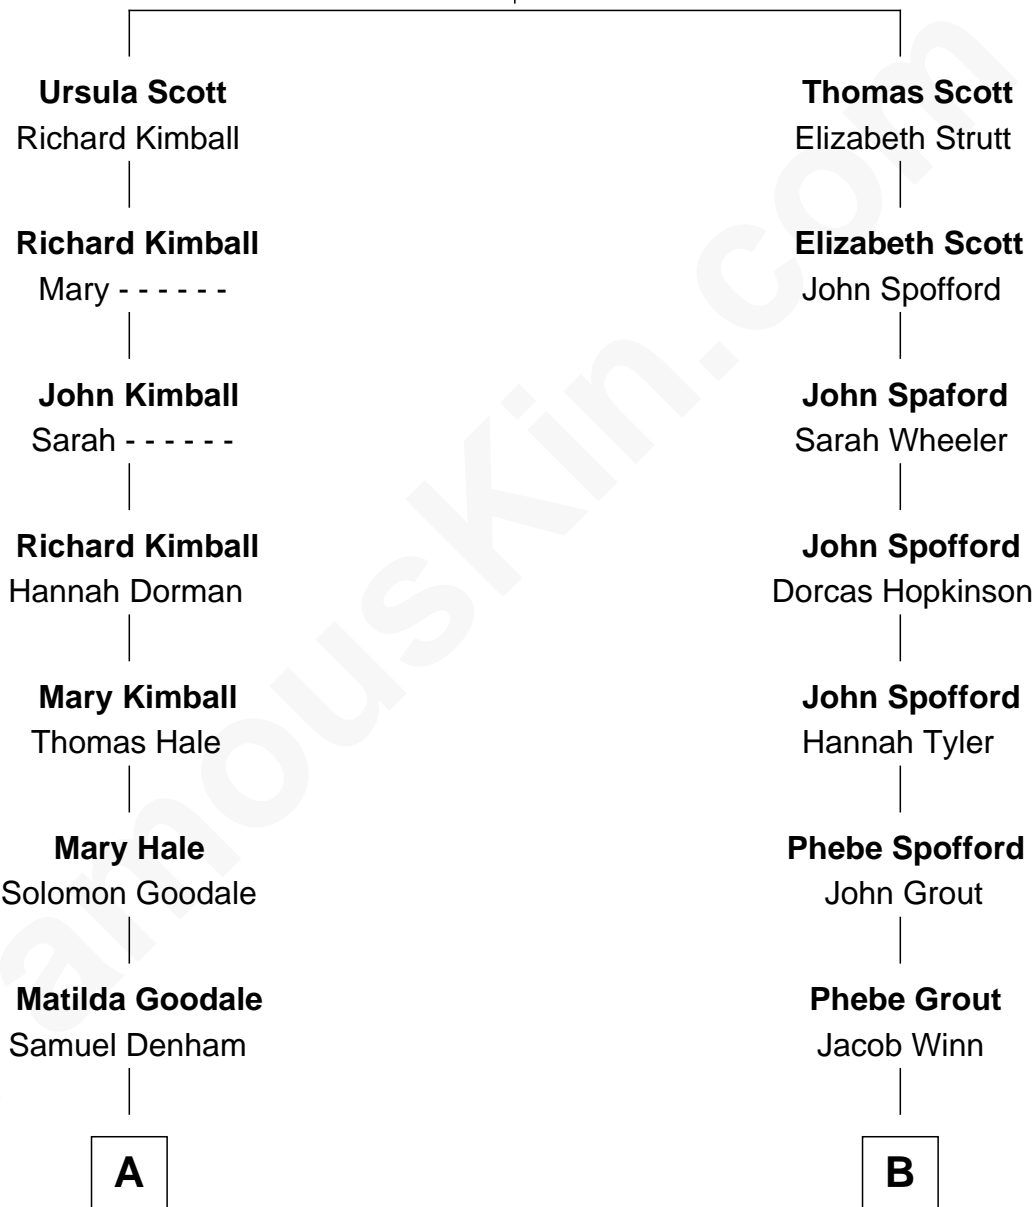 Ursula Scott
Richard Kimball
Thomas Scott
Elizabeth Strutt
Richard Kimball
Mary - - - - - -
Elizabeth Scott
John Spofford
John Kimball
Sarah - - - - - -
John Spaford
Sarah Wheeler
Richard Kimball
Hannah Dorman
John Spofford
Dorcas Hopkinson
Mary Kimball
Thomas Hale
John Spofford
Hannah Tyler
Mary Hale
Solomon Goodale
Phebe Spofford
John Grout
Matilda Goodale
Samuel Denham
Phebe Grout
Jacob Winn
A
B
amouskin.com